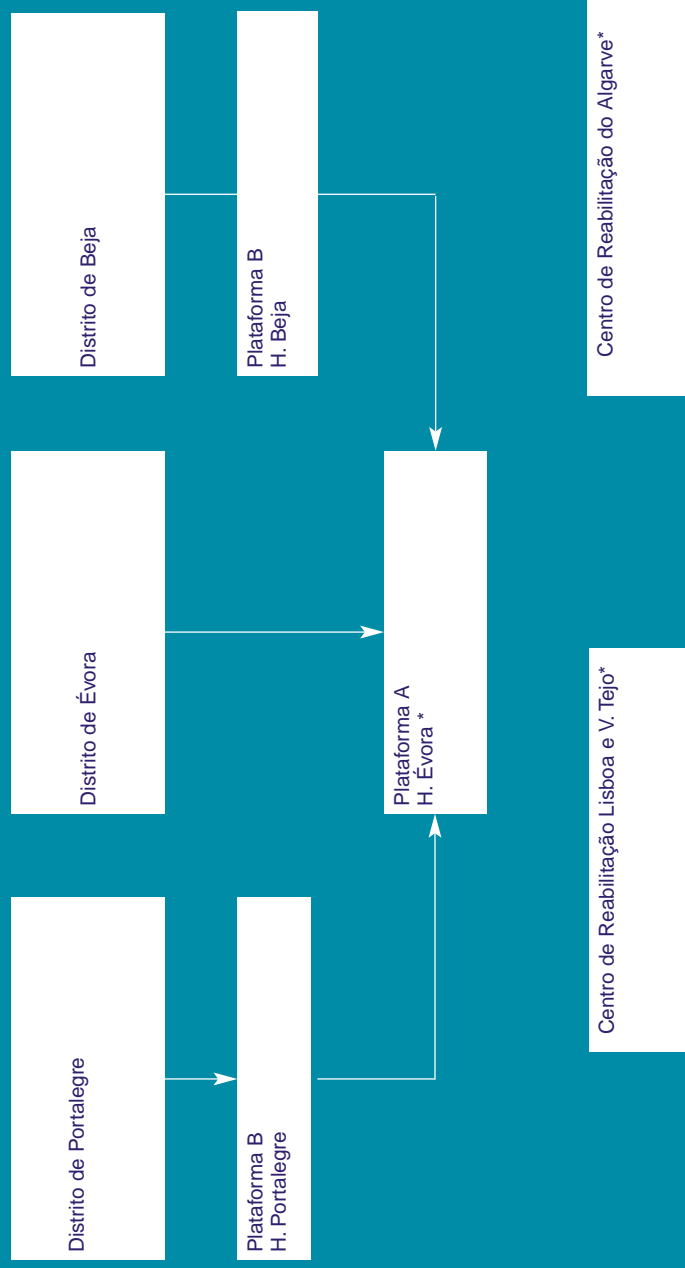 Distrito de Portalegre
Distrito de Évora
Distrito de Beja
Plataforma B
H. Portalegre
Plataforma B
H. Beja
Plataforma A
H. Évora *
Centro de Reabilitação Lisboa e V. Tejo*
Centro de Reabilitação do Algarve*